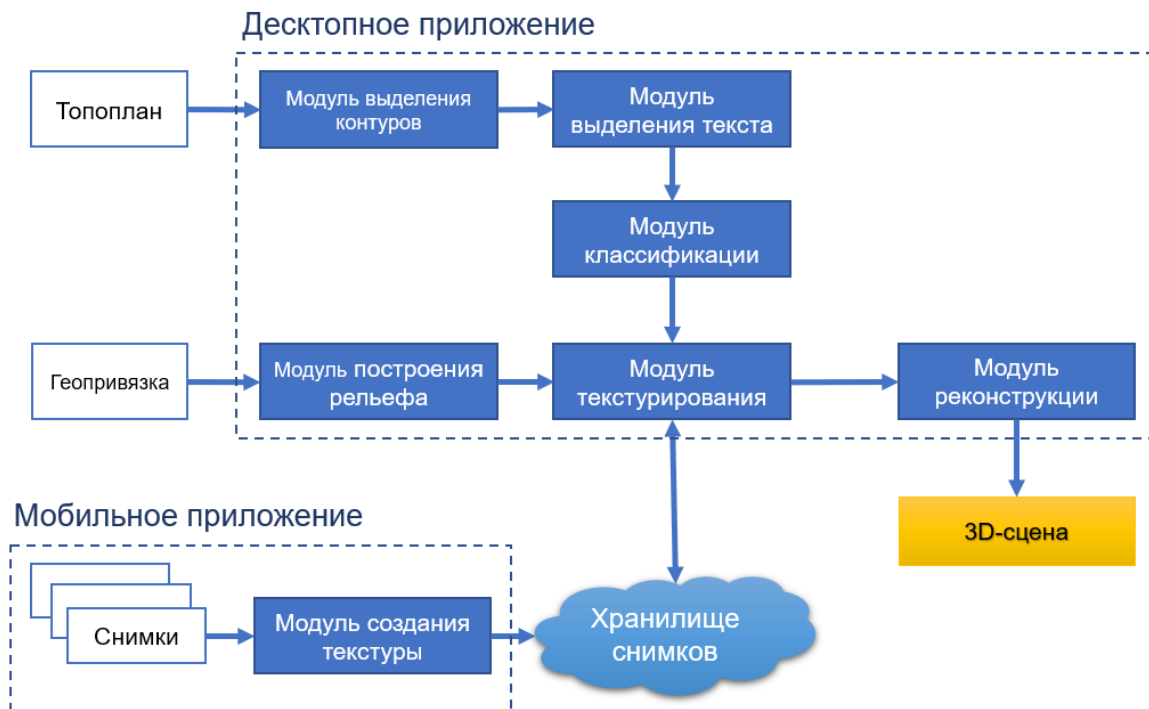 Десктопное приложение
Топоплан
Модуль выделения
контуров
Модуль
выделения текста
Модуль
классификации
Геопривязка
Модуль построения
рельефа
Модуль
текстурирования
Модуль
реконструкции
Мобильное приложение
3D-сцена
Снимки
Модуль создания
текстуры
Хранилище
снимков